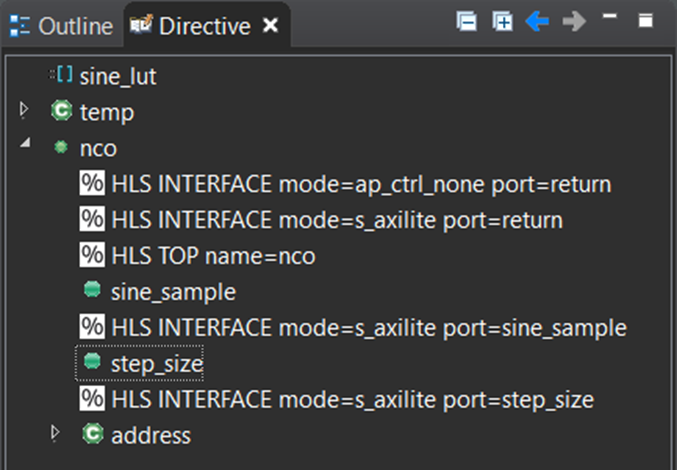 Outline Directive
sine_lut
temp
nco
% HLS INTERFACE mode=ap_ctrl_none port=return
% HLS INTERFACE mode=s_axilite port=return
% HLS TOP name=nco
sine_sample
% HLS INTERFACE mode=s_axilite port=sine_sample
step_size
% HLS INTERFACE mode=s_axilite port=step_size
address